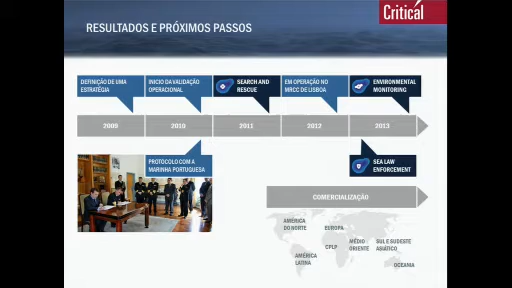 Critical
RESULTADOS E PRÓXIMOS PASSOS
DEFINIÇÃO DE UMA
ESTRATÉGIA
INICIO DA VALIDAÇÃO
OPERACIONAL
SEARCH AND
RESCUE
EM OPERAÇÃO NO
MRCC DE LISBOA
ENVIRONMENTAL
MONITORING
2009
2010
2011
2012
2013
PROTOCOLO COM A
MARINHA PORTUGUESA
SEA LAW
ENFORCEMENT
COMERCIALIZAÇÃO
AMÉRICA
DO NORTE
EUROPA
CPLP
MÉDIO
ORIENTE
SUL E SUDESTE
ASIÁTICO
AMÉRICA
LATINA
OCEANIA